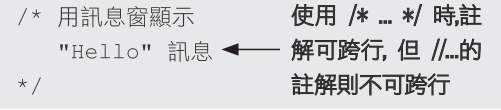 /* 用訊息窗顯示
"Hello" 訊息
*/
使用 /* ... */ 時,註
解可跨行, 但 //...的
註解則不可跨行